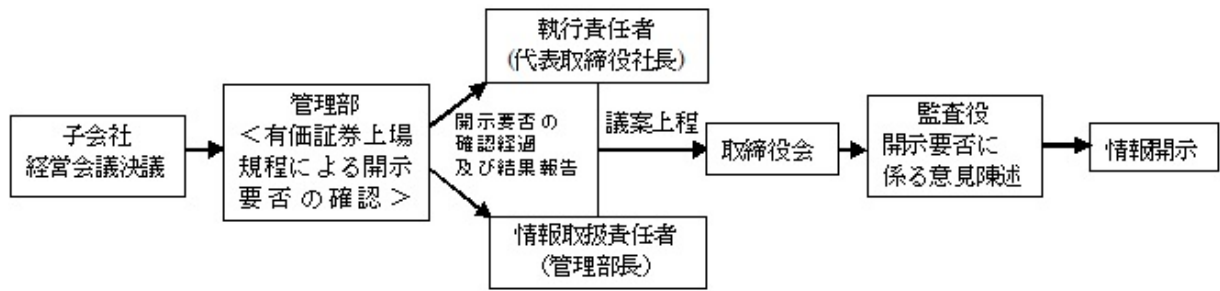 子会社
経営会議決議
管理部
＜有価証券上場
規程による開示
要否の確認＞
執行責任者
(代表取締役社長)
開示要否の
確認経過
及び結果報告
情報取扱責任者
(管理部長)
議案上程
取締役会
監査役
開示要否に
係る意見陳述
情報開示